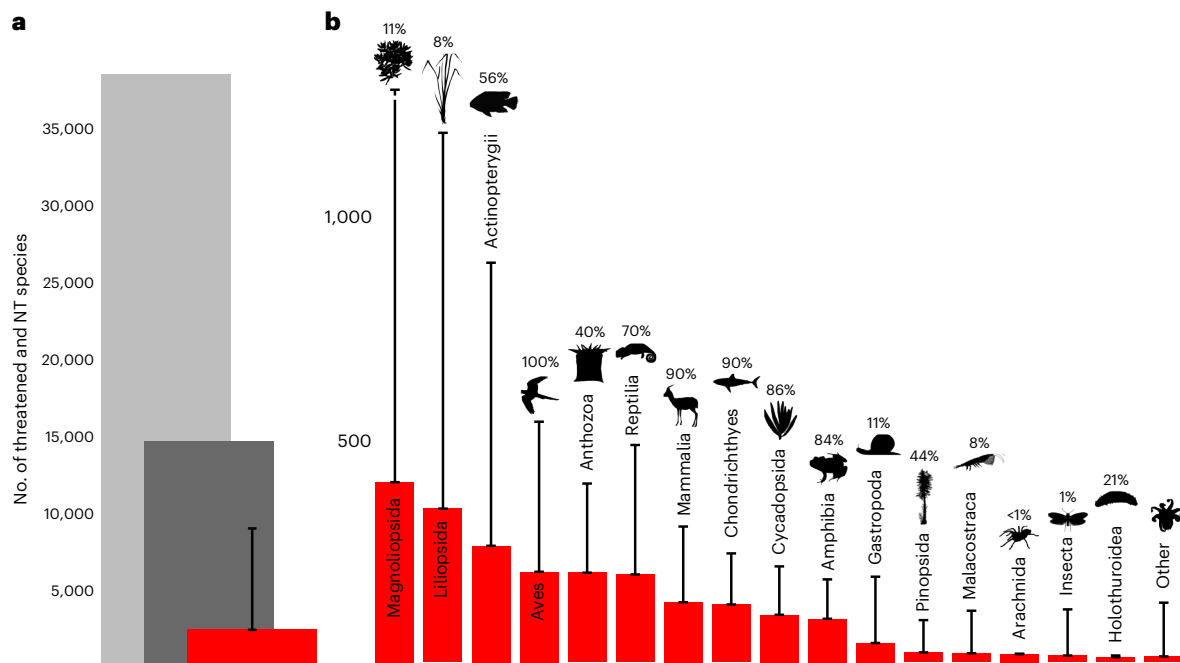 a
No. of threatened and NT species
35,000
30,000
25,000
20,000
15,000
10,000
5,000
b
1,000
500
11%
Magnoliopsida
8%
Liliopsida
56%
Actinopterygii
100%
Aves
40%
Anthozoa
70%
Reptilia
90%
Mammalia
90%
Chondrichthyes
86%
Cycadopsida
84%
Amphibia
11%
Gastropoda
44%
Pinopsida
8%
Malacostraca
<1%
Arachnida
1%
Insecta
21%
Holothuroidea
Other